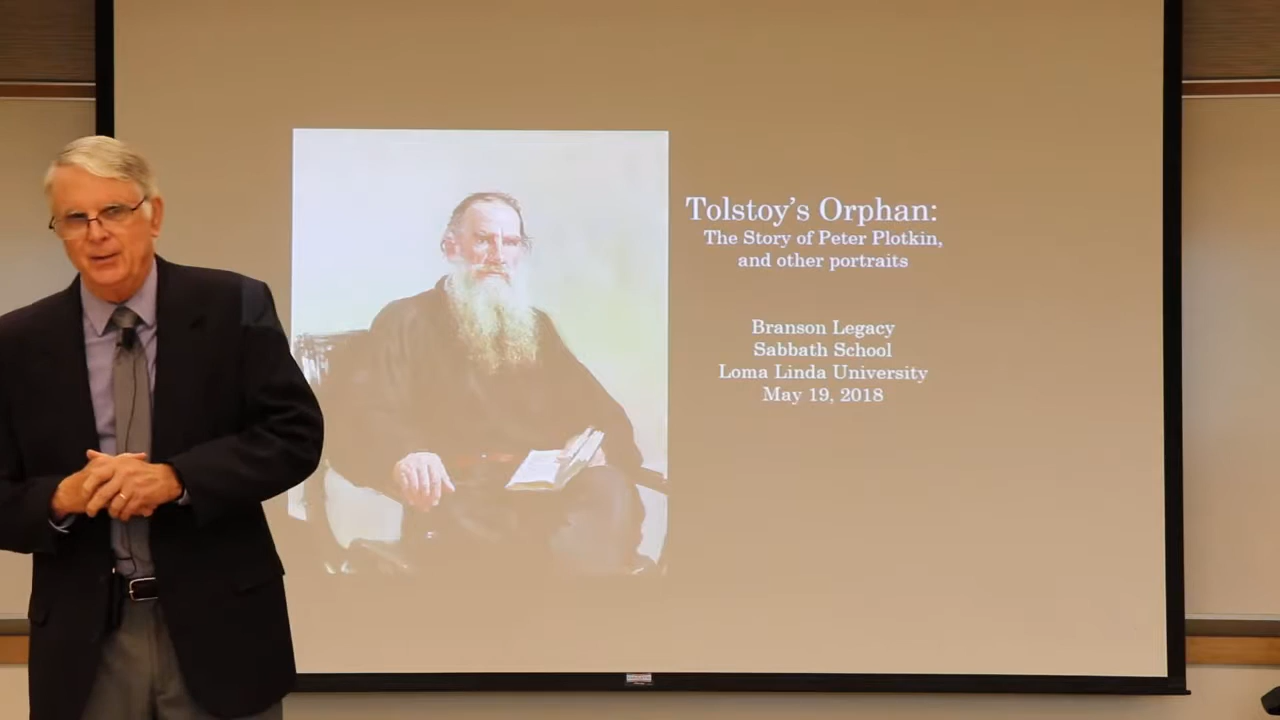 Tolstoy's Orphan:
The Story of Peter Plotkin,
and other portraits
Branson Legacy
Sabbath School
Loma Linda University
May 19, 2018